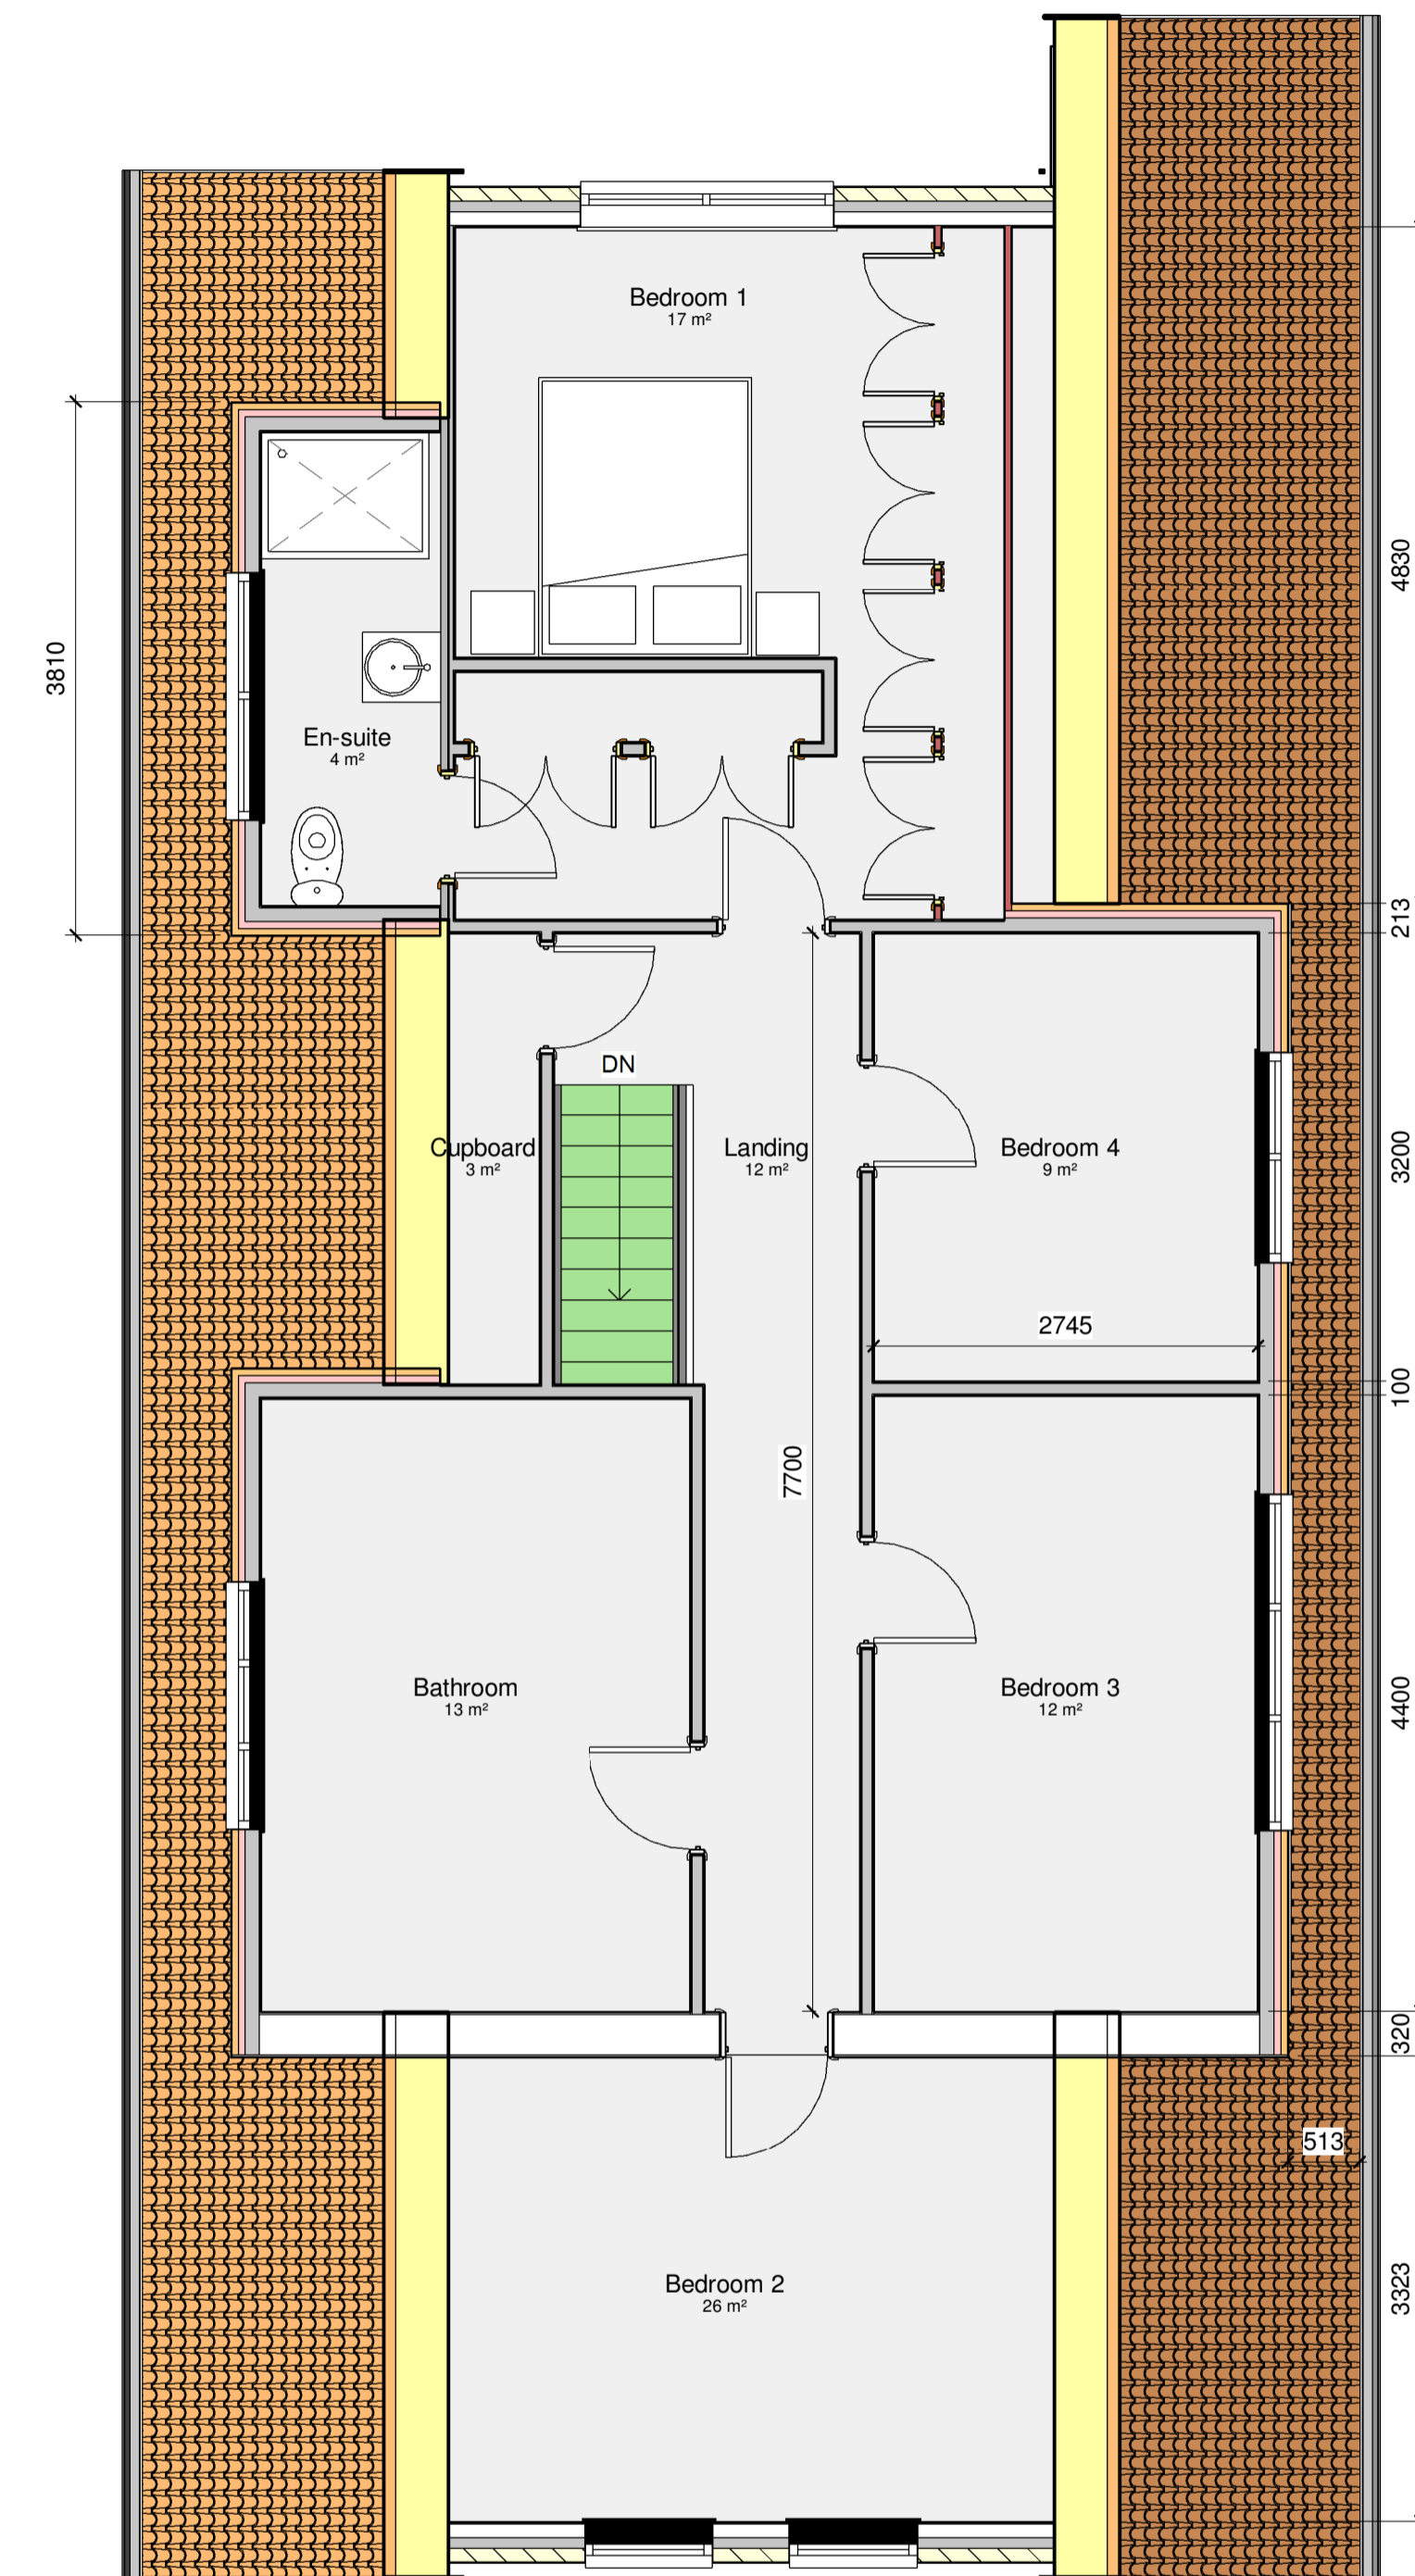 Bedroom 1
17 m²
4830
3810
En-suite
4 m²
213
DN
Cupboard
3 m²
Landing
12 m²
Bedroom 4
9 m²
3200
2745
100
7700
Bathroom
13 m²
Bedroom 3
12 m²
4400
320
513
Bedroom 2
26 m²
3323